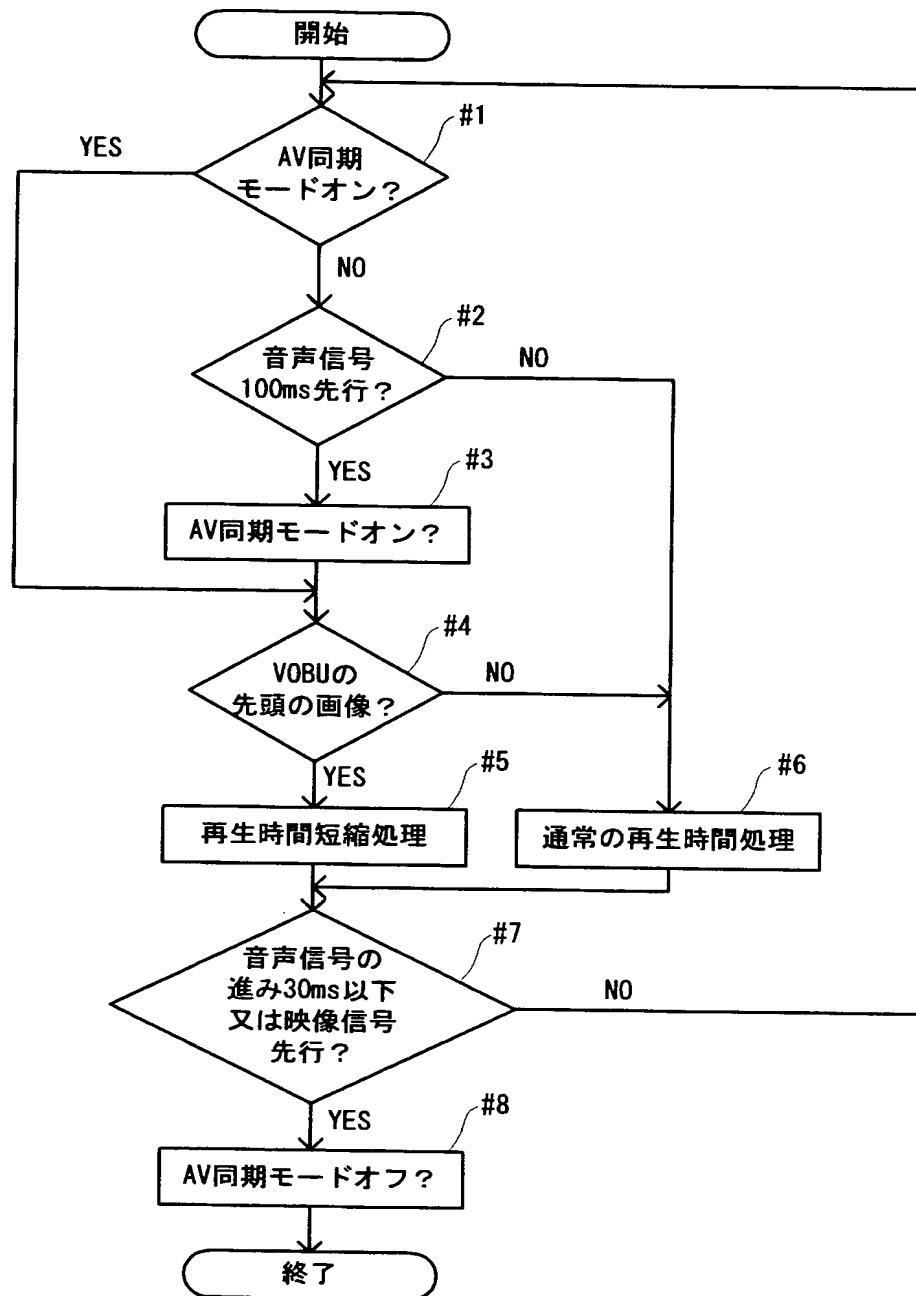 開始
#1
YES
AV同期
モードオン?
NO
#2
音声信号
100ms先行?
NO
YES
#3
AV同期モードオン?
#4
VOBUの
先頭の画像?
NO
YES
#5
再生時間短縮処理
#6
通常の再生時間処理
#7
音声信号の
進み30ms以下
又は映像信号
先行?
NO
YES
#8
AV同期モードオフ?
終了